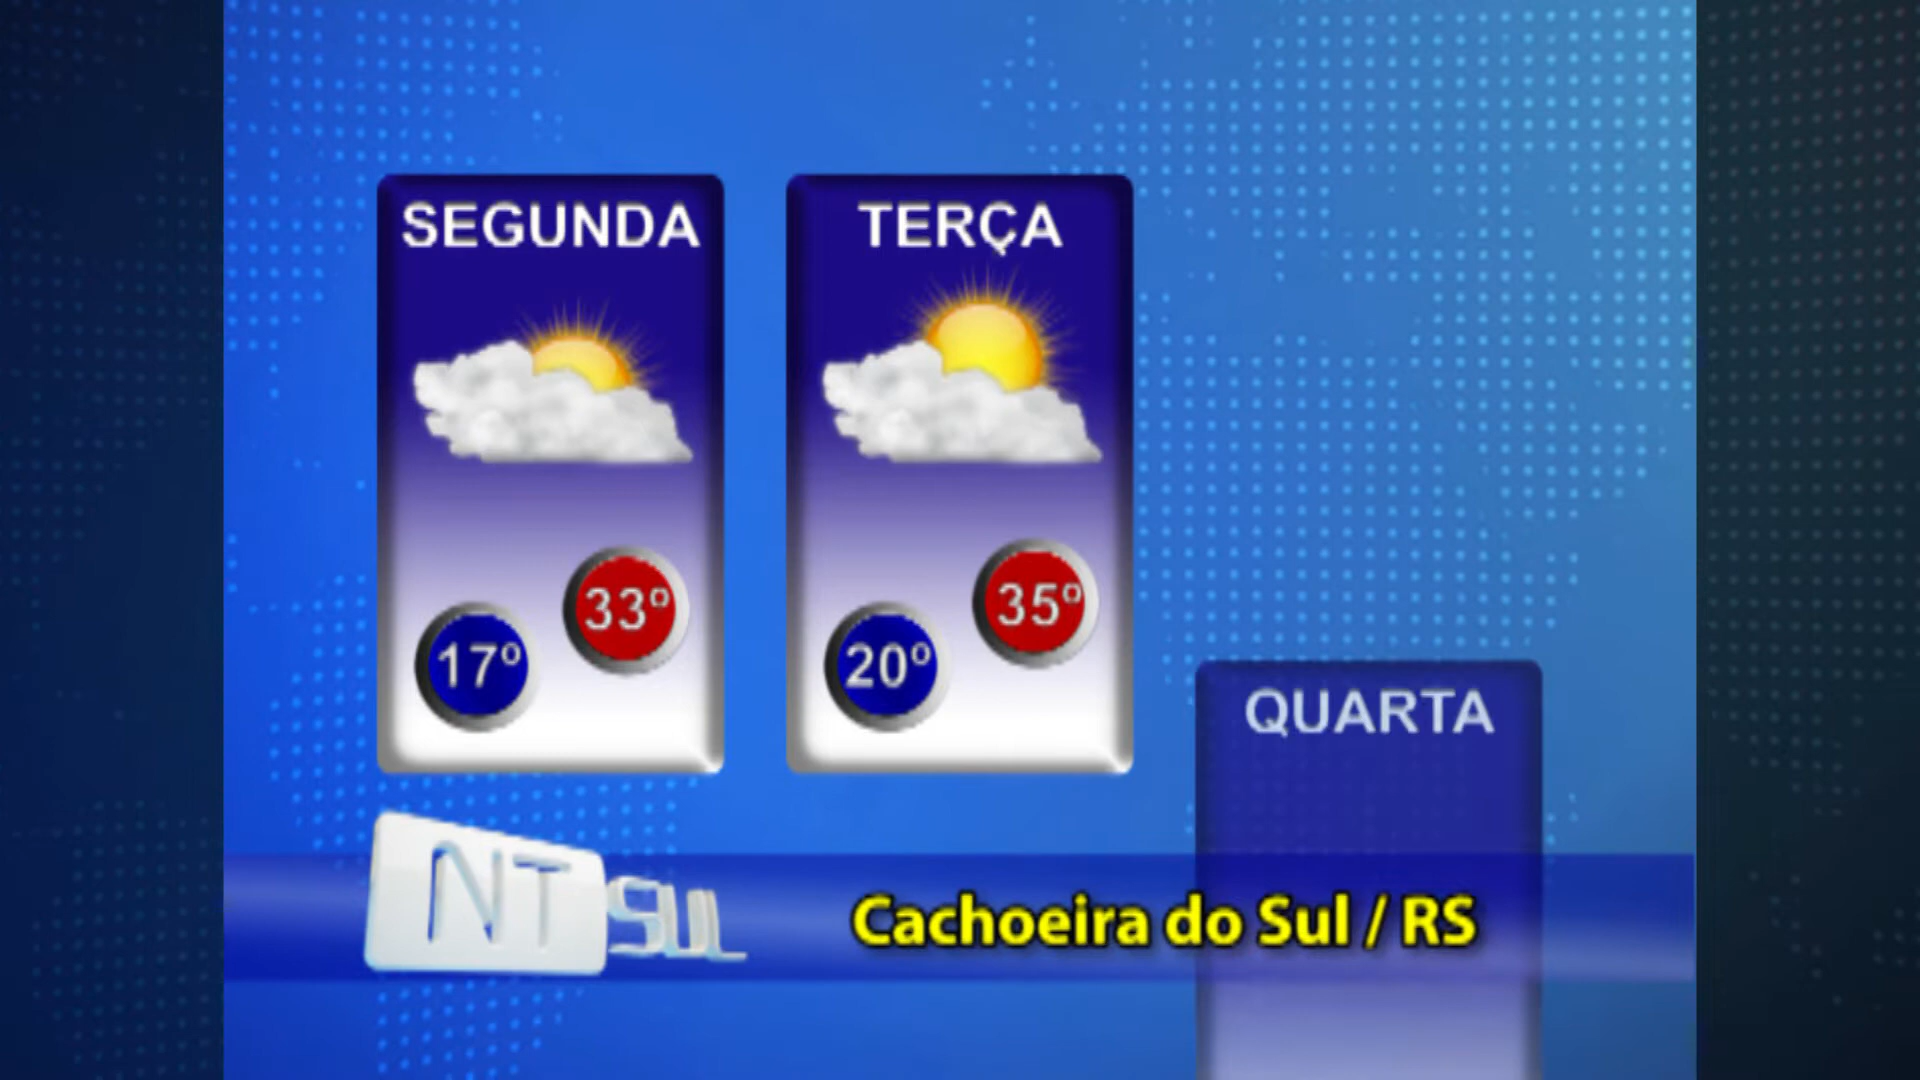 SEGUNDA
33º
17º
TERÇA
35º
20º
QUARTA
NT SUL
Cachoeira do Sul / RS